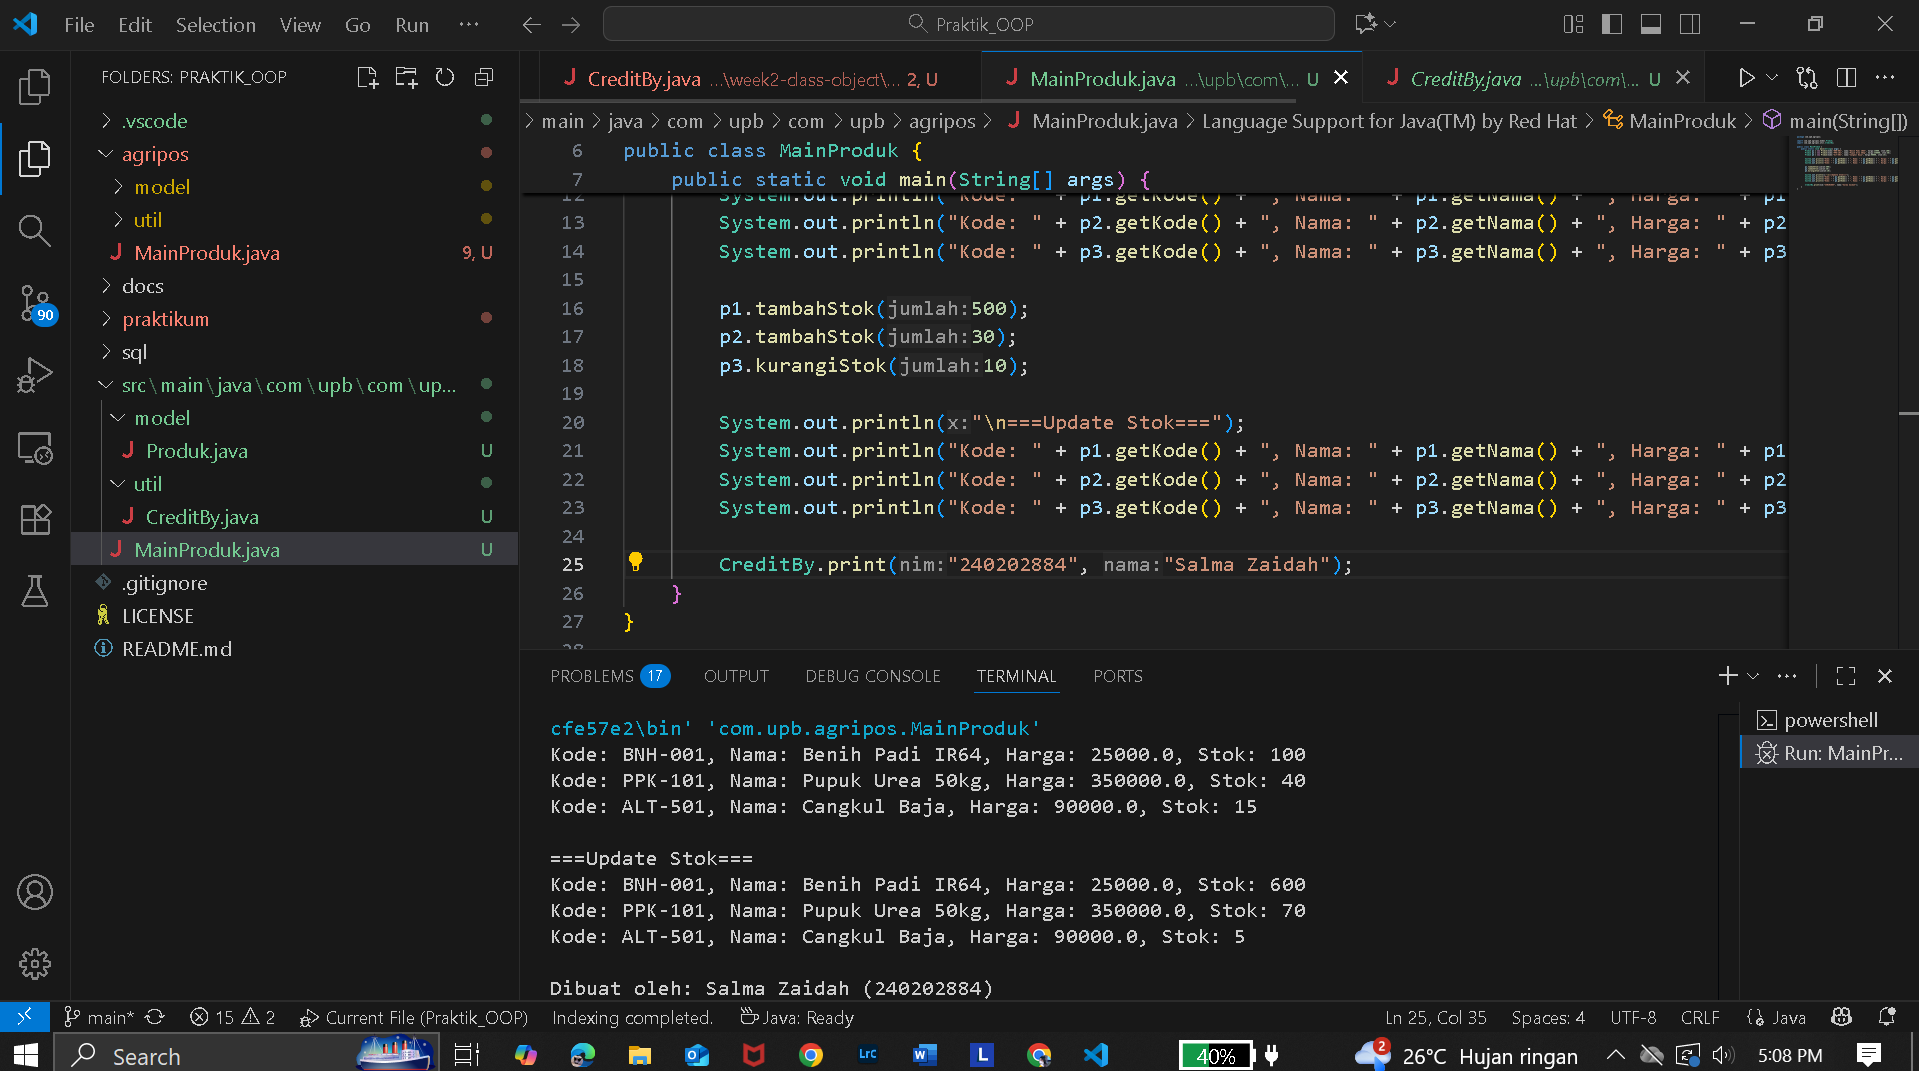 File Edit Selection View Go Run ··· Praktik_OOP
FOLDERS: PRAKTIK_OOP
.vscode
agripos
model
util
MainProduk.java 9, U
docs
praktikum
sql
src\main\java\com\upb\com\up...
model
Produk.java U
util
CreditBy.java U
MainProduk.java U
.gitignore
LICENSE
README.md
90
CreditBy.java ...\week2-class-object\... 2, U MainProduk.java ...\upb\com\... U CreditBy.java ...\upb\com\... U
main > java > com > upb > com > upb > agripos > MainProduk.java > Language Support for Java(TM) by Red Hat > MainProduk > main(String[])
6 public class MainProduk {
7 public static void main(String[] args) {
12 System.out.println("Kode: " + p1.getKode() + ", Nama: " + p1.getNama() + ", Harga: " + p1
13 System.out.println("Kode: " + p2.getKode() + ", Nama: " + p2.getNama() + ", Harga: " + p2
14 System.out.println("Kode: " + p3.getKode() + ", Nama: " + p3.getNama() + ", Harga: " + p3
15
16 p1.tambahStok(jumlah:500);
17 p2.tambahStok(jumlah:30);
18 p3.kurangiStok(jumlah:10);
19
20 System.out.println(x:"\n===Update Stok===");
21 System.out.println("Kode: " + p1.getKode() + ", Nama: " + p1.getNama() + ", Harga: " + p1
22 System.out.println("Kode: " + p2.getKode() + ", Nama: " + p2.getNama() + ", Harga: " + p2
23 System.out.println("Kode: " + p3.getKode() + ", Nama: " + p3.getNama() + ", Harga: " + p3
24
25 CreditBy.print(nim:"240202884", nama:"Salma Zaidah");
26 }
27 }
28
PROBLEMS 17 OUTPUT DEBUG CONSOLE TERMINAL PORTS
cfe57e2\bin' 'com.upb.agripos.MainProduk'
Kode: BNH-001, Nama: Benih Padi IR64, Harga: 25000.0, Stok: 100
Kode: PPK-101, Nama: Pupuk Urea 50kg, Harga: 350000.0, Stok: 40
Kode: ALT-501, Nama: Cangkul Baja, Harga: 90000.0, Stok: 15
===Update Stok===
Kode: BNH-001, Nama: Benih Padi IR64, Harga: 25000.0, Stok: 600
Kode: PPK-101, Nama: Pupuk Urea 50kg, Harga: 350000.0, Stok: 70
Kode: ALT-501, Nama: Cangkul Baja, Harga: 90000.0, Stok: 5
Dibuat oleh: Salma Zaidah (240202884)
powershell
Run: MainPr...
main* 15 2 Current File (Praktik_OOP) Indexing completed. Java: Ready Ln 25, Col 35 Spaces: 4 UTF-8 CRLF Java
Search Lrc L 40% 2 26°C Hujan ringan 5:08 PM